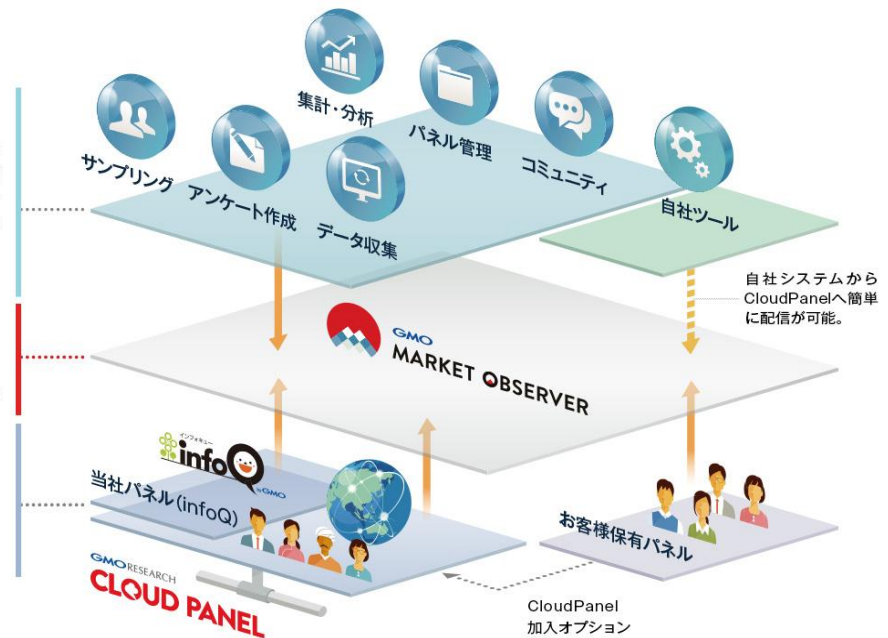 集計・分析
パネル管理
コミュニティ
サンプリング
アンケート作成
データ収集
自社ツール
自社システムから
CloudPanelへ簡単
に配信が可能。
GMO
MARKET OBSERVER
インフォキュー
infoQ
by GMO
当社パネル(infoQ)
お客様保有パネル
GMO RESEARCH
CLOUD PANEL
CloudPanel
加入オプション